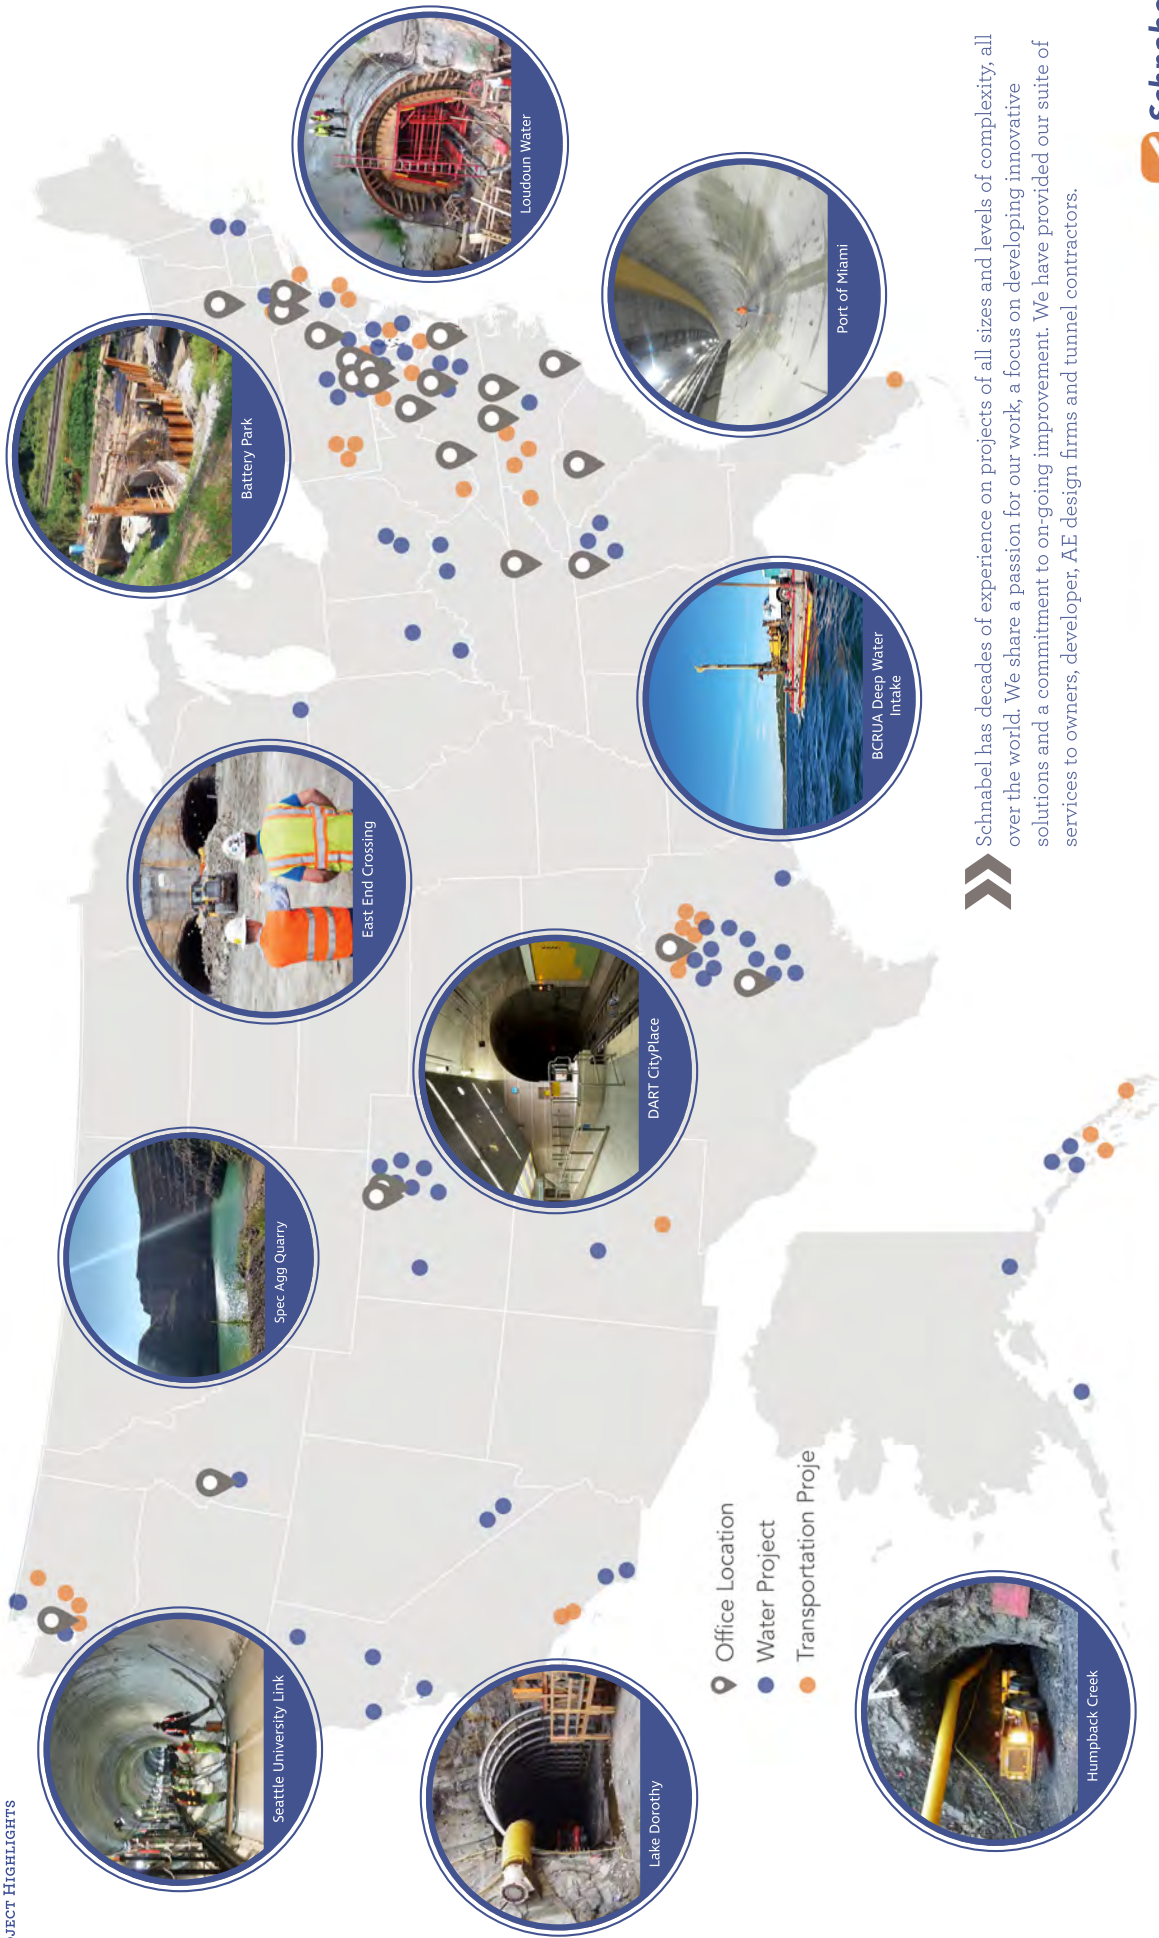 JECT HIGHLIGHTS
Seattle University Link
Spec Agg Quarry
East End Crossing
Battery Park
Loudoun Water
Lake Dorothy
DART CityPlace
BCRUA Deep Water
Intake
Port of Miami
Humpback Creek
Office Location
Water Project
Transportation Proje
Schnabel has decades of experience on projects of all sizes and levels of complexity, all
over the world. We share a passion for our work, a focus on developing innovative
solutions and a commitment to on-going improvement. We have provided our suite of
services to owners, developer, AE design firms and tunnel contractors.